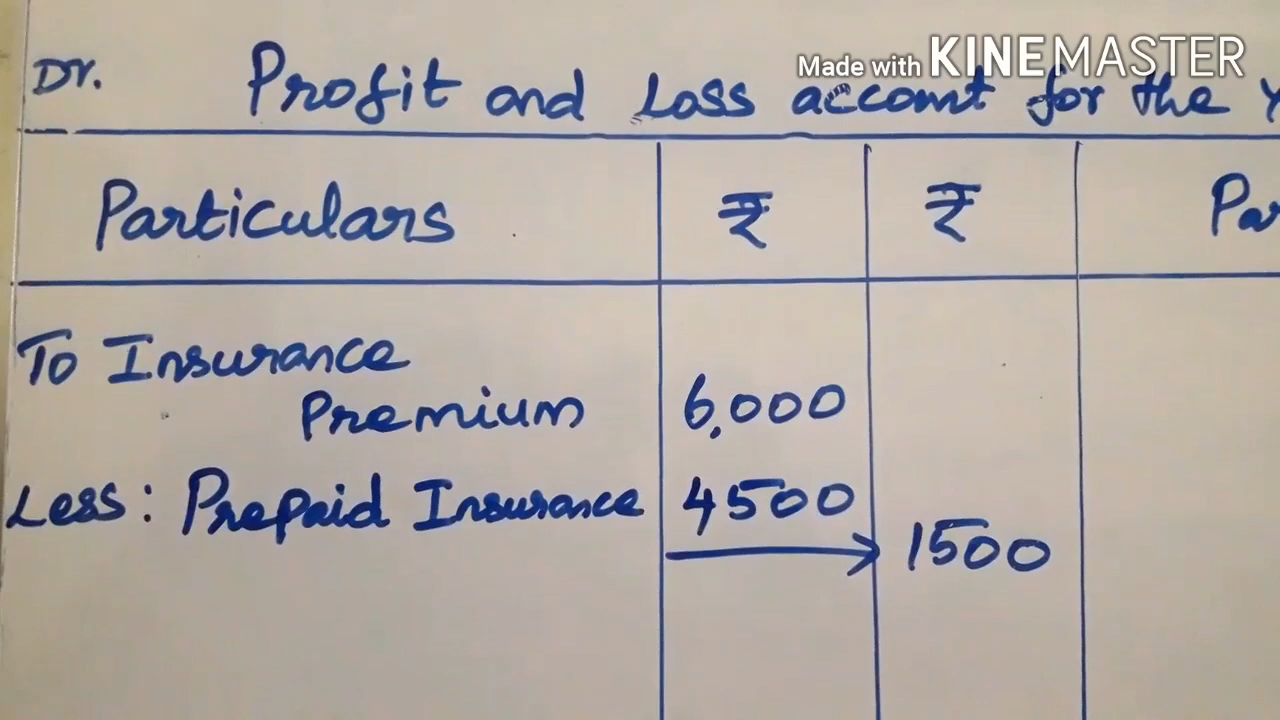 Made with KINEMASTER
Dr. Profit and Loss account for the Y
Particulars ₹ ₹ Par
To Insurance
Premium 6,000
Less: Prepaid Insurance 4500
1500